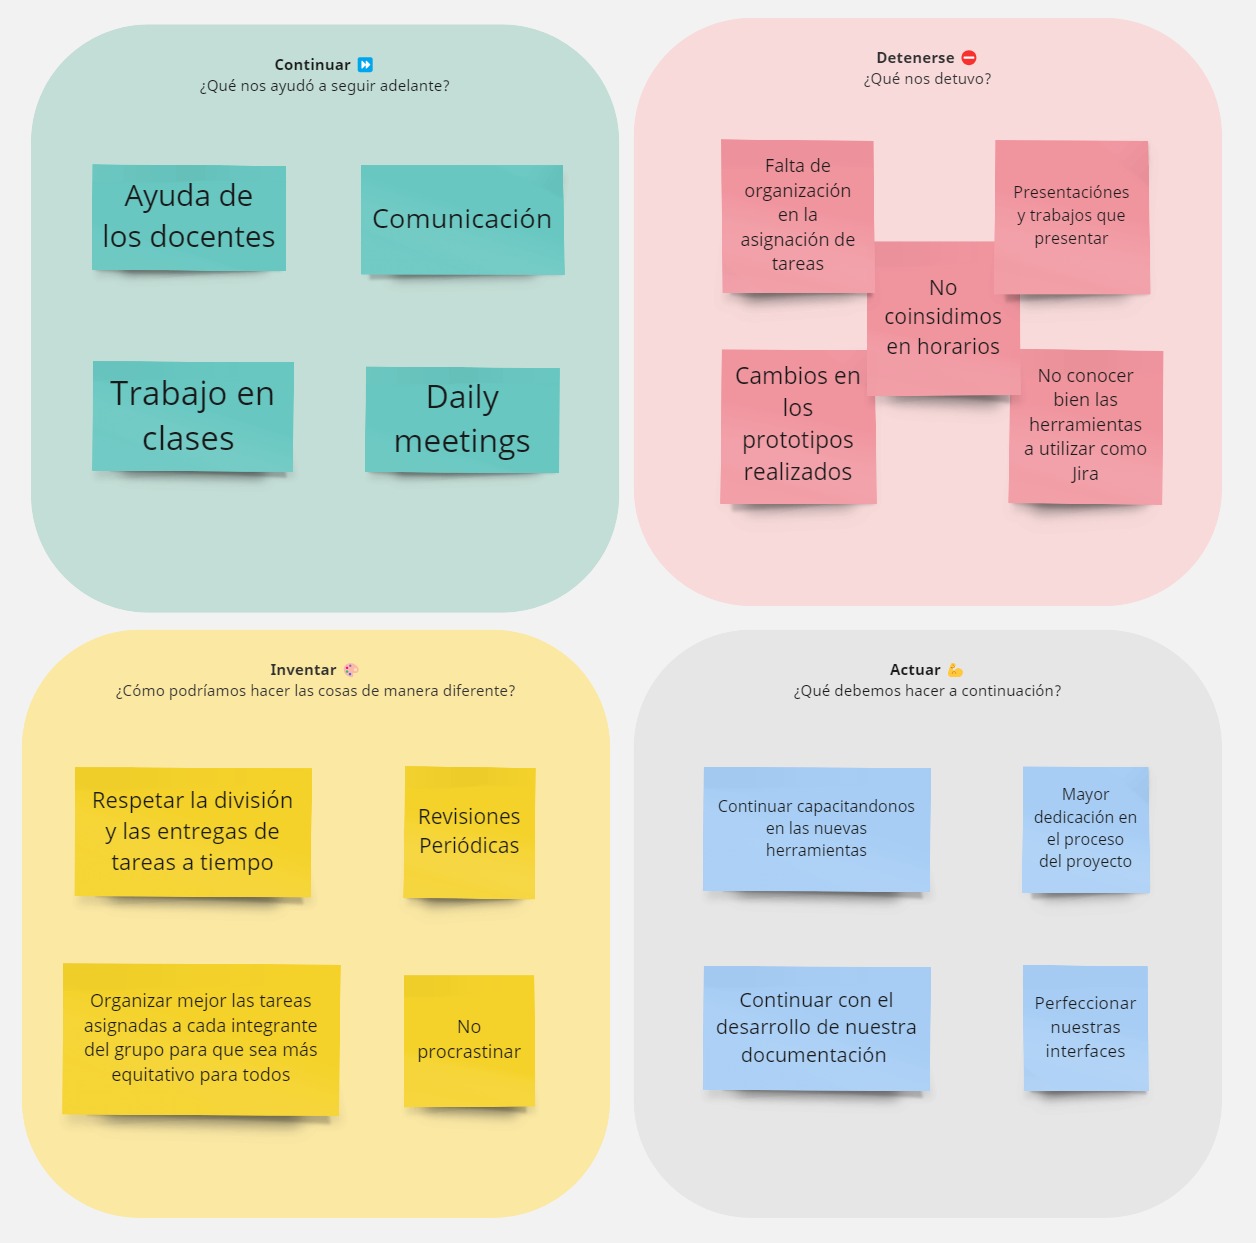 Continuar ⏩
¿Qué nos ayudó a seguir adelante?
Ayuda de
los docentes
Comunicación
Trabajo en
clases
Daily
meetings
Detenerse ⛔
¿Qué nos detuvo?
Falta de
organización
en la
asignación de
tareas
Presentaciónes
y trabajos que
presentar
No
coinsidimos
en horarios
Cambios en
los
prototipos
realizados
No conocer
bien las
herramientas
a utilizar como
Jira
Inventar 🎨
¿Cómo podríamos hacer las cosas de manera diferente?
Respetar la división
y las entregas de
tareas a tiempo
Revisiones
Periódicas
Organizar mejor las tareas
asignadas a cada integrante
del grupo para que sea más
equitativo para todos
No
procrastinar
Actuar 💪
¿Qué debemos hacer a continuación?
Continuar capacitandonos
en las nuevas
herramientas
Mayor
dedicación en
el proceso
del proyecto
Continuar con el
desarrollo de nuestra
documentación
Perfeccionar
nuestras
interfaces